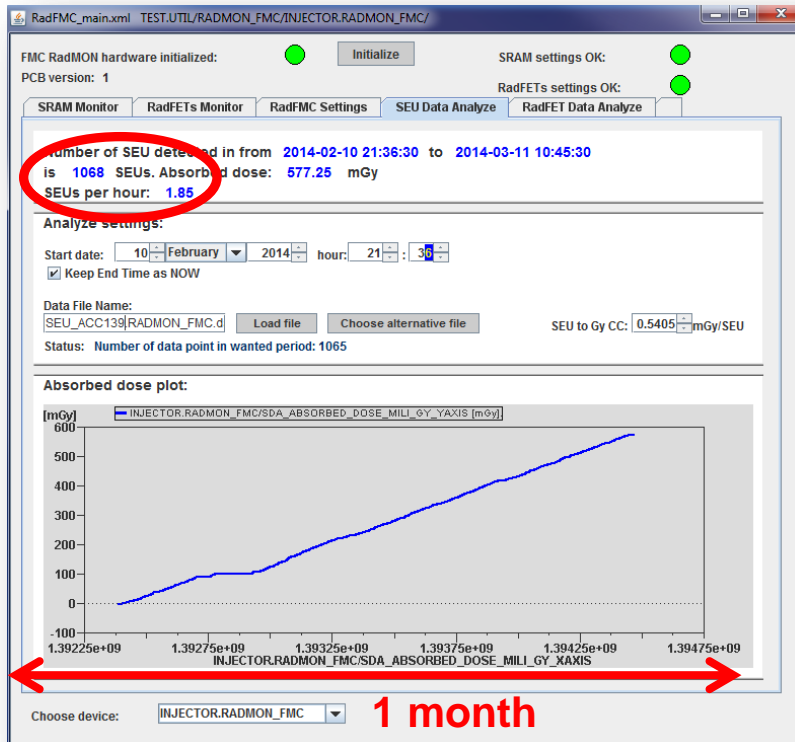 RadFMC_main.xml TEST.UTIL/RADMON_FMC/INJECTOR.RADMON_FMC/
FMC RadMON hardware initialized: Initialize SRAM settings OK:
PCB version: 1
RadFETs settings OK:
SRAM Monitor RadFETs Monitor RadFMC Settings SEU Data Analyze RadFET Data Analyze
Number of SEU detected in from 2014-02-10 21:36:30 to 2014-03-11 10:45:30
is 1068 SEUs. Absorbed dose: 577.25 mGy
SEUs per hour: 1.85
Analyze settings:
Start date: 10 February 2014 hour: 21 : 36
Keep End Time as NOW
Data File Name:
SEU_ACC139RADMON_FMC.d Load file Choose alternative file SEU to Gy CC: 0.5405 mGy/SEU
Status: Number of data point in wanted period: 1065
Absorbed dose plot:
[mGy] INJECTOR.RADMON_FMC/SDA_ABSORBED_DOSE_MILI_GY_YAXIS [mGy]
600
500
400
300
200
100
0
-100
1.39225e+09 1.39275e+09 1.39325e+09 1.39375e+09 1.39425e+09 1.39475e+09
INJECTOR.RADMON_FMC/SDA_ABSORBED_DOSE_MILI_GY_XAXIS
Choose device: INJECTOR.RADMON_FMC 1 month